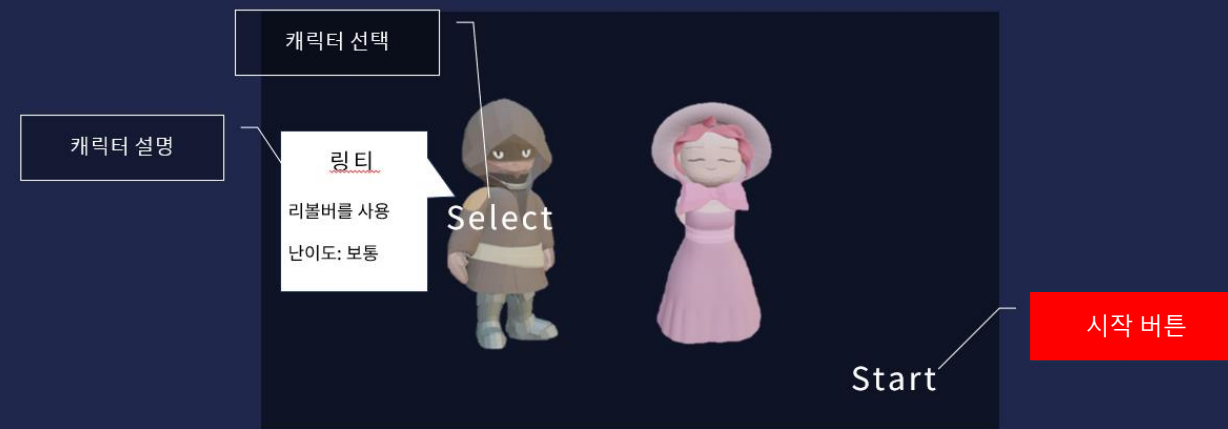 캐릭터 선택
캐릭터 설명
링티
리볼버를 사용
난이도: 보통
Select
시작 버튼
Start